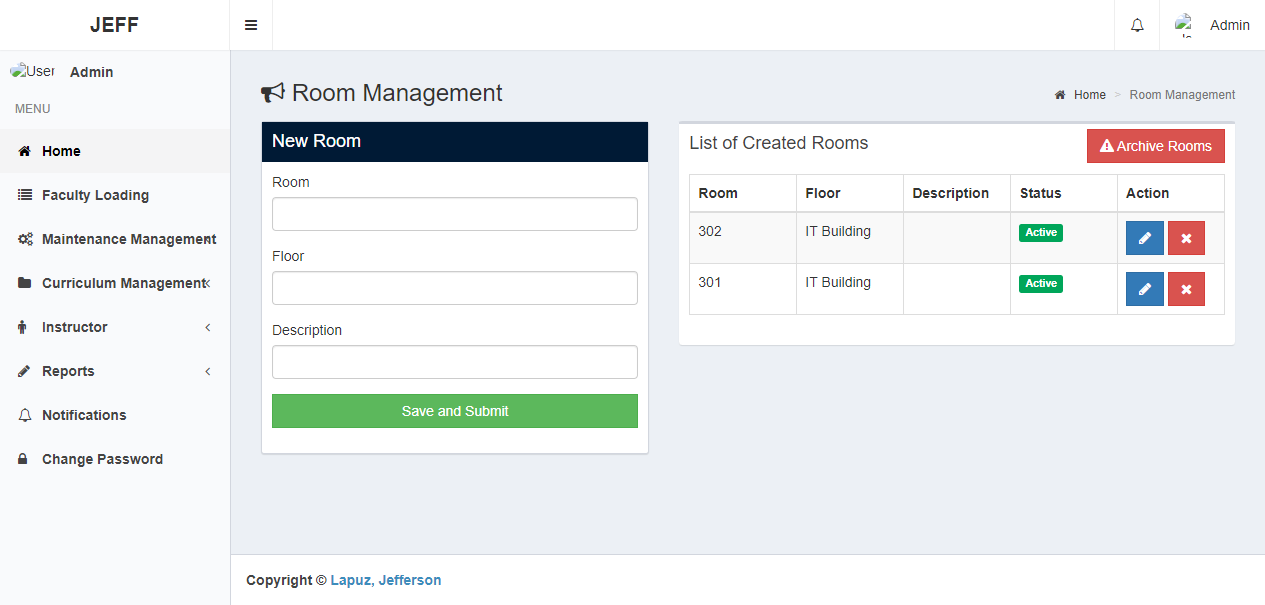 JEFF
Admin
User
Admin
MENU
Home
Faculty Loading
Maintenance Management
Curriculum Management
Instructor
Reports
Notifications
Change Password
Room Management
Home > Room Management
New Room
Room
Floor
Description
Save and Submit
List of Created Rooms
Archive Rooms
Room Floor Description Status Action
302 IT Building Active
301 IT Building Active
Copyright © Lapuz, Jefferson